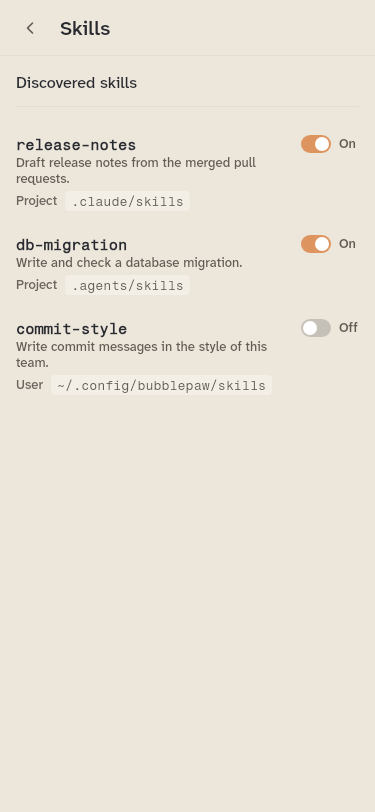 Skills
Discovered skills
release-notes
On
Draft release notes from the merged pull
requests.
Project .claude/skills
db-migration
On
Write and check a database migration.
Project .agents/skills
commit-style
Off
Write commit messages in the style of this
team.
User ~/.config/bubblepaw/skills